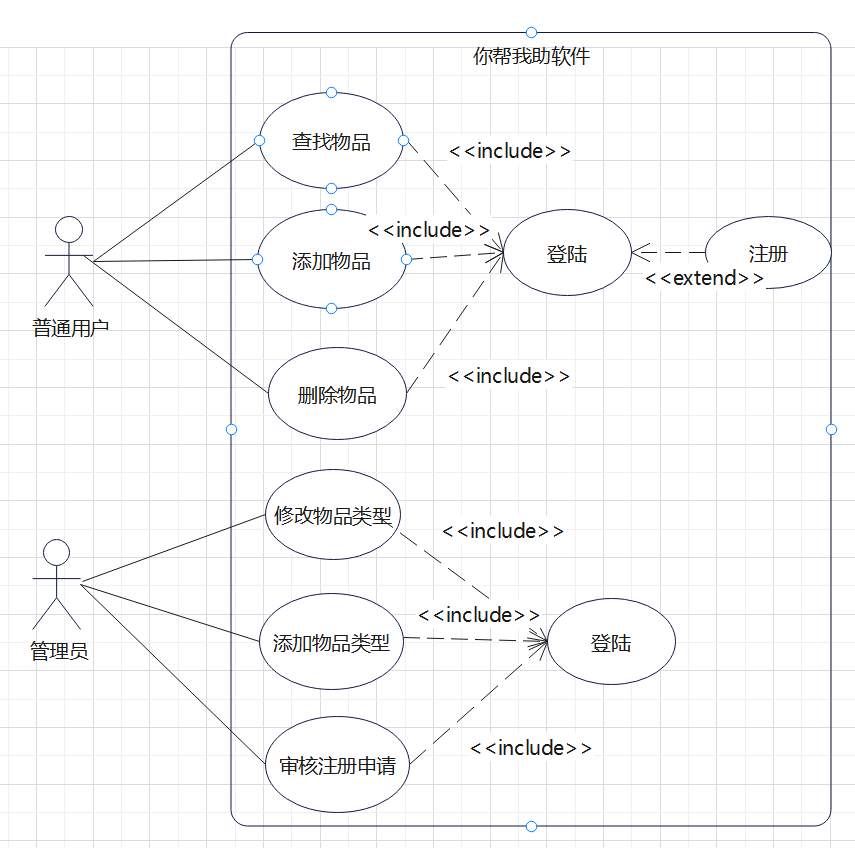 你帮我助软件
查找物品
<<include>>
<<include>>
添加物品
登陆
注册
<<extend>>
普通用户
删除物品
<<include>>
修改物品类型
<<include>>
<<include>>
添加物品类型
登陆
管理员
审核注册申请
<<include>>